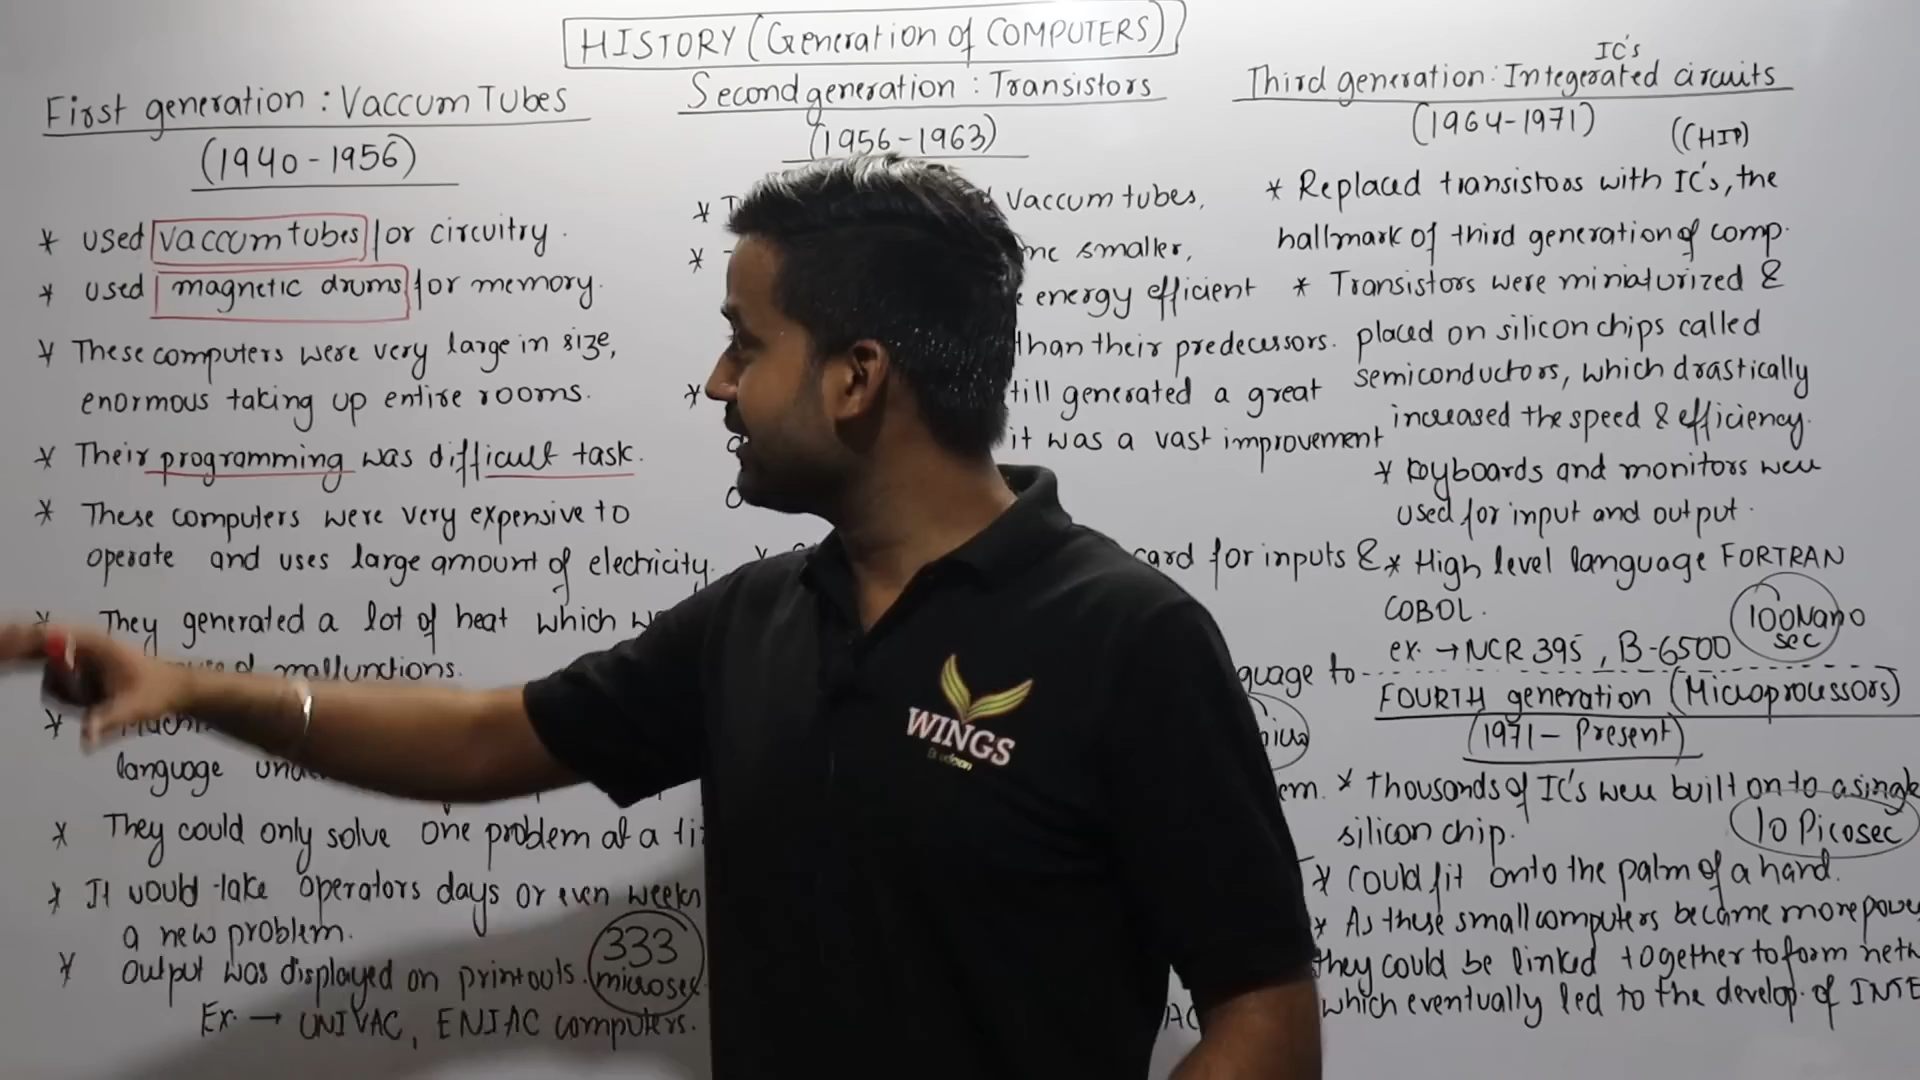 HISTORY (Generation of COMPUTERS)
First generation : Vaccum Tubes
(1940 - 1956)
* used vaccum tubes for circuitry.
* used magnetic drums for memory.
* These computers were very large in size,
enormous taking up entire rooms.
* Their programming was difficult task.
* These computers were very expensive to
operate and uses large amount of electricity.
* They generated a lot of heat which
malfunctions.
*
language
* They could only solve one problem at a
* It would take operators days or even weeks
a new problem.
* Output was displayed on printouts.
333
microsec
Ex. → UNIVAC, ENIAC computers.
Second generation : Transistors
(1956-1963)
* vaccum tubes,
* smaller,
energy efficient
than their predecessors.
* generated a great
it was a vast improvement
card for inputs &
to
Third generation : Integerated circuits
IC's
(1964-1971)
(CHIP)
* Replaced transistors with IC's, the
hallmark of third generation of comp.
* Transistors were miniaturized &
placed on silicon chips called
semiconductors, which drastically
increased the speed & efficiency.
* keyboards and monitors were
used for input and output.
* High level language FORTRAN
COBOL.
100 Nano
sec
ex. → NCR 395, B-6500
FOURTH generation (Microprocessors)
(1971 - Present)
* Thousands of IC's were built on to a single
silicon chip.
10 Picosec
* Could fit onto the palm of a hand.
* As these small computers became more
they could be linked together to form
which eventually led to the develop. of
WINGS